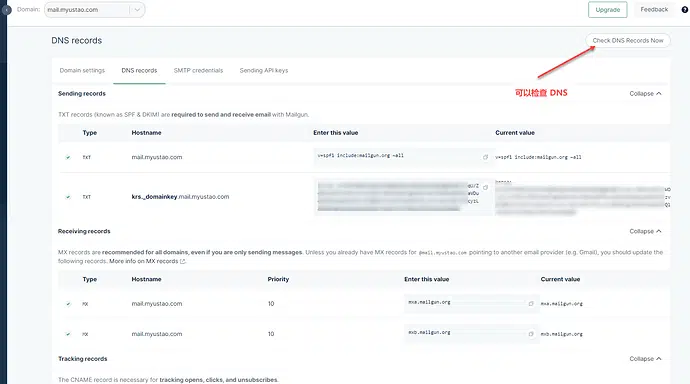 Domain: mail.myustao.com Upgrade Feedback
DNS records Check DNS Records Now
可以检查 DNS
Domain settings DNS records SMTP credentials Sending API keys
Sending records Collapse
TXT records (known as SPF & DKIM) are required to send and receive email with Mailgun.
Type Hostname Enter this value Current value
TXT mail.myustao.com v=spf1 include:mailgun.org ~all v=spf1 include:mailgun.org ~all
TXT krs._domainkey.mail.myustao.com
Receiving records Collapse
MX records are recommended for all domains, even if you are only sending messages. Unless you already have MX records for @mail.myustao.com pointing to another email provider (e.g. Gmail), you should update the
following records. More info on MX records
Type Hostname Priority Enter this value Current value
MX mail.myustao.com 10 mxa.mailgun.org mxa.mailgun.org
MX mail.myustao.com 10 mxb.mailgun.org mxb.mailgun.org
Tracking records Collapse
The CNAME record is necessary for tracking opens, clicks, and unsubscribes.